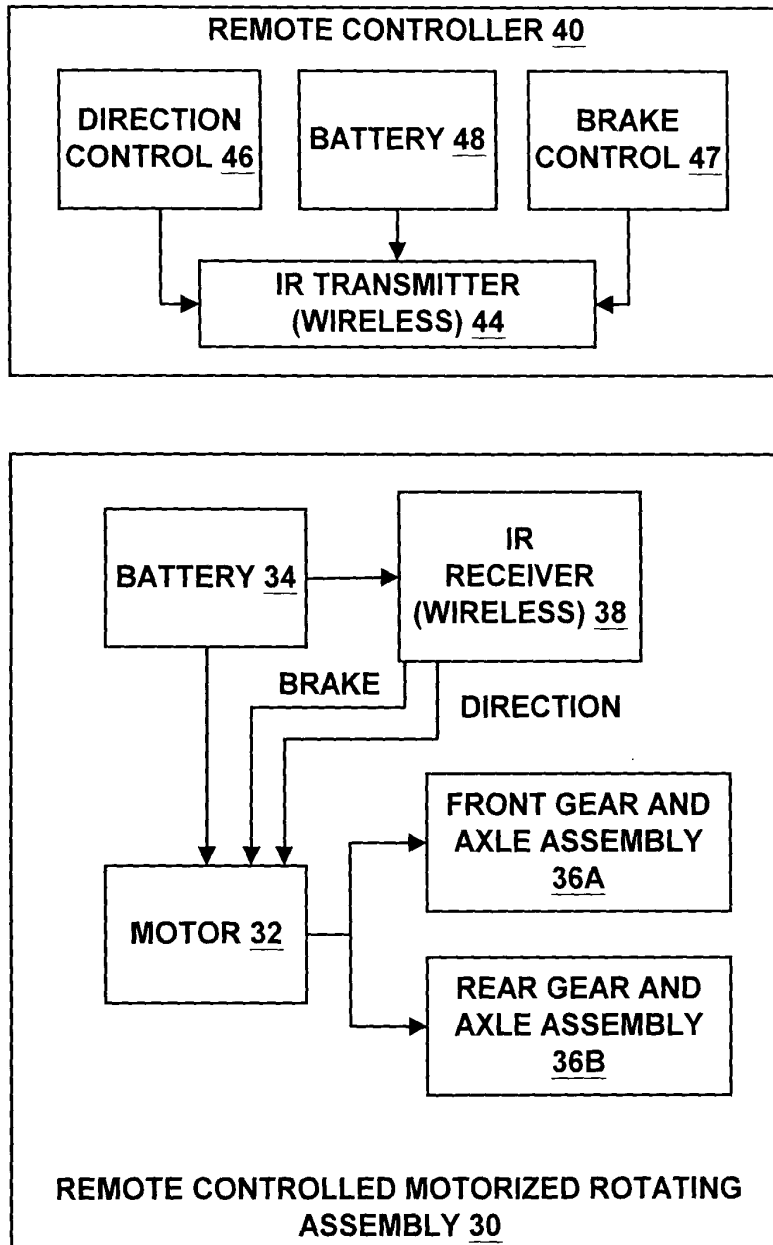 REMOTE CONTROLLER 40
DIRECTION
CONTROL 46
BATTERY 48
BRAKE
CONTROL 47
IR TRANSMITTER
(WIRELESS) 44
BATTERY 34
IR
RECEIVER
(WIRELESS) 38
BRAKE
DIRECTION
FRONT GEAR AND
AXLE ASSEMBLY
36A
MOTOR 32
REAR GEAR AND
AXLE ASSEMBLY
36B
REMOTE CONTROLLED MOTORIZED ROTATING
ASSEMBLY 30